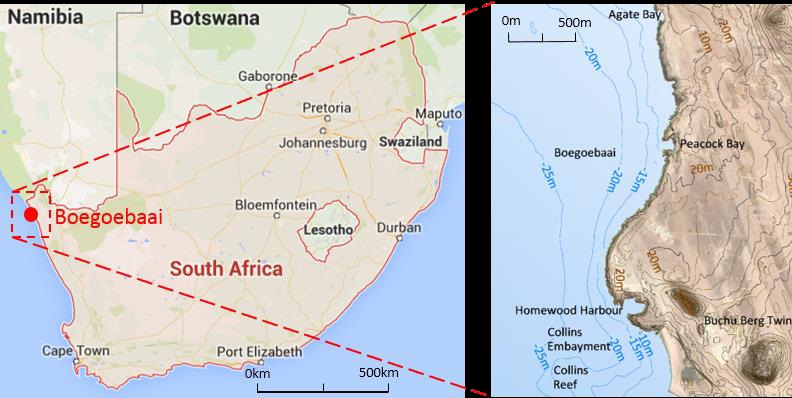 Namibia
Botswana
Gaborone
Pretoria
Johannesburg
Maputo
Swaziland
Boegoebaai
Bloemfontein
Lesotho
Durban
South Africa
Cape Town
Port Elizabeth
0km
500km
0m
500m
Agate Bay
-20m
10m
20m
Boegoebaai
Peacock Bay
-25m
-20m
-15m
20m
20m
20m
Homewood Harbour
Collins
Embayment
Collins
Reef
-25m
-20m
-15m
-10m
Buchu Berg Twin